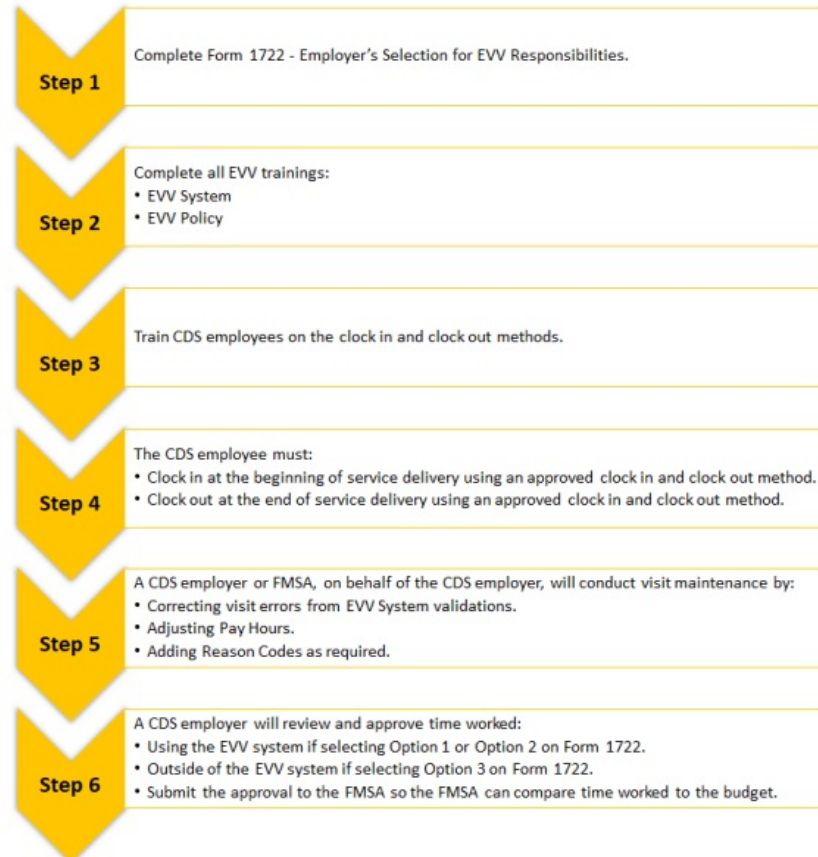 Step 1
Complete Form 1722 - Employer's Selection for EVV Responsibilities.
Step 2
Complete all EVV trainings:
• EVV System
• EVV Policy
Step 3
Train CDS employees on the clock in and clock out methods.
Step 4
The CDS employee must:
• Clock in at the beginning of service delivery using an approved clock in and clock out method.
• Clock out at the end of service delivery using an approved clock in and clock out method.
Step 5
A CDS employer or FMSA, on behalf of the CDS employer, will conduct visit maintenance by:
• Correcting visit errors from EVV System validations.
• Adjusting Pay Hours.
• Adding Reason Codes as required.
Step 6
A CDS employer will review and approve time worked:
• Using the EVV system if selecting Option 1 or Option 2 on Form 1722.
• Outside of the EVV system if selecting Option 3 on Form 1722.
• Submit the approval to the FMSA so the FMSA can compare time worked to the budget.